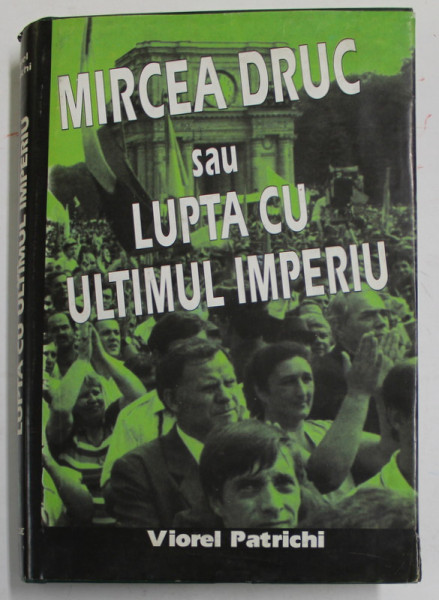 MIRCEA DRUC
sau
LUPTA CU
ULTIMUL IMPERIU
Viorel Patrichi
LUPTA CU ULTIMUL IMPERIU